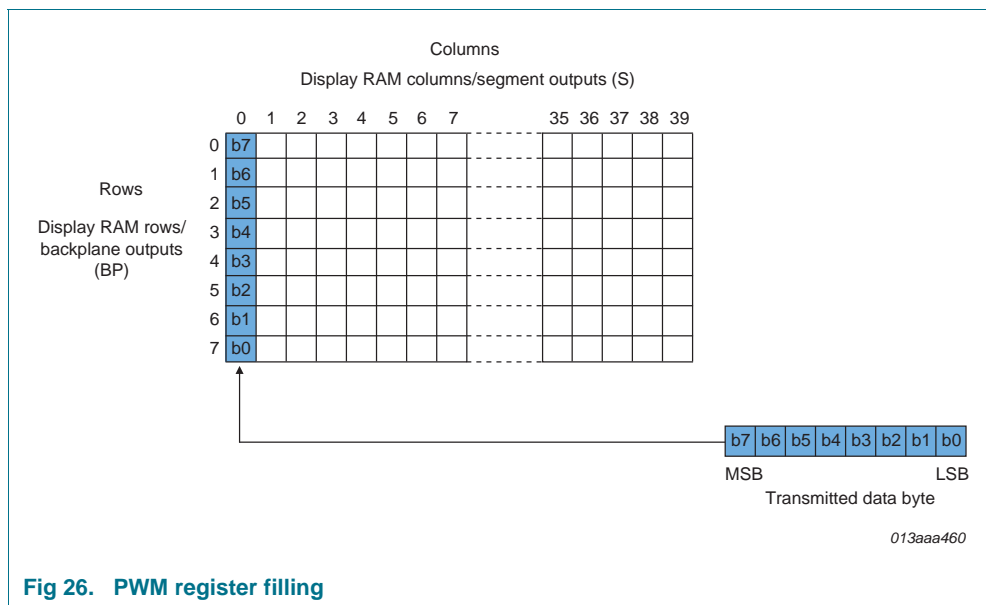 Columns
Display RAM columns/segment outputs (S)
0 1 2 3 4 5 6 7 35 36 37 38 39
0 b7
1 b6
Rows
2 b5
Display RAM rows/
3 b4
backplane outputs
4 b3
(BP)
5 b2
6 b1
7 b0
b7 b6 b5 b4 b3 b2 b1 b0
MSB LSB
Transmitted data byte
013aaa460
Fig 26. PWM register filling